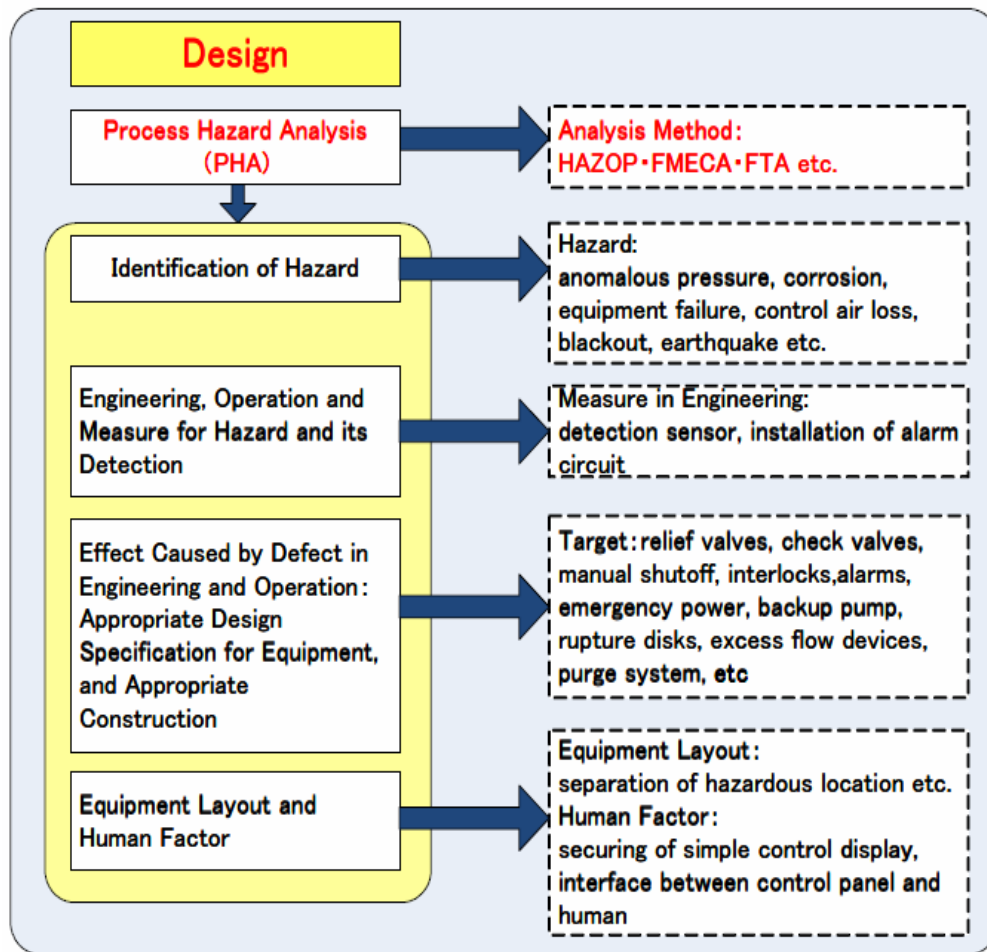 Design
Process Hazard Analysis
(PHA)
Analysis Method:
HAZOP・FMECA・FTA etc.
Identification of Hazard
Hazard:
anomalous pressure, corrosion,
equipment failure, control air loss,
blackout, earthquake etc.
Engineering, Operation and
Measure for Hazard and its
Detection
Measure in Engineering:
detection sensor, installation of alarm
circuit
Effect Caused by Defect in
Engineering and Operation:
Appropriate Design
Specification for Equipment,
and Appropriate
Construction
Target:relief valves, check valves,
manual shutoff, interlocks,alarms,
emergency power, backup pump,
rupture disks, excess flow devices,
purge system, etc
Equipment Layout and
Human Factor
Equipment Layout:
separation of hazardous location etc.
Human Factor:
securing of simple control display,
interface between control panel and
human